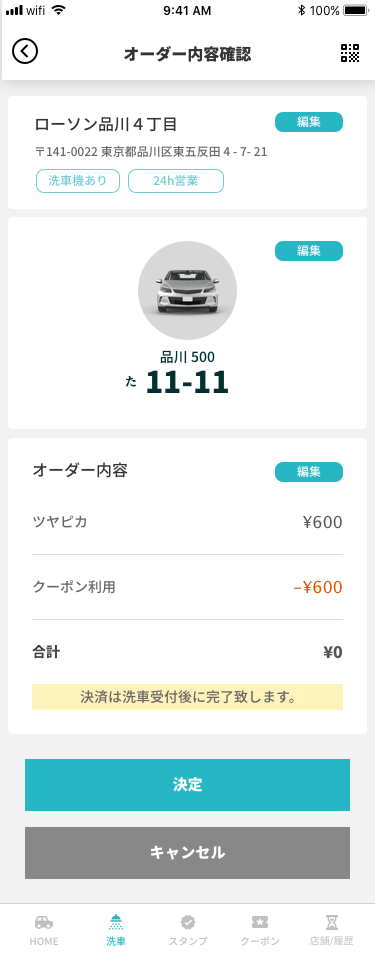 wifi 9:41 AM 100%
オーダー内容確認
ローソン品川４丁目 編集
〒141-0022 東京都品川区東五反田 4 - 7- 21
洗車機あり 24h営業
編集
品川 500
た 11-11
オーダー内容 編集
ツヤピカ ¥600
クーポン利用 -¥600
合計 ¥0
決済は洗車受付後に完了致します。
決定
キャンセル
HOME 洗車 スタンプ クーポン 店舗/履歴